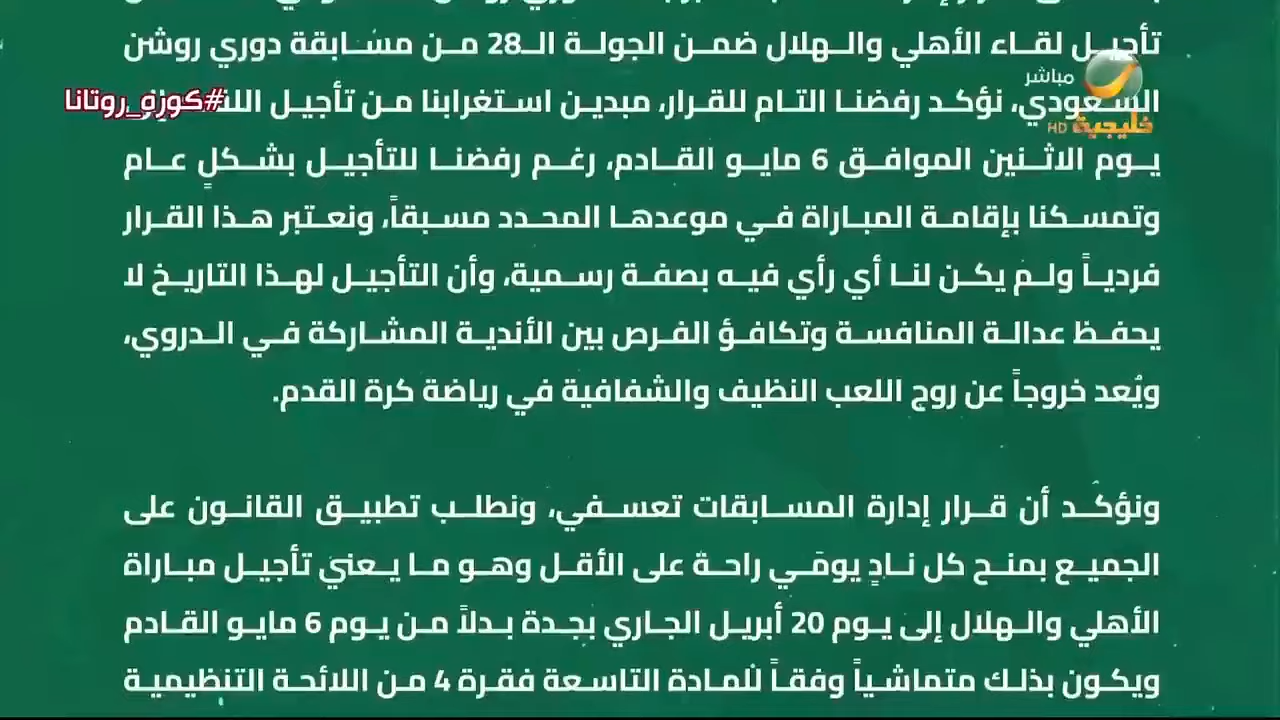 تأجيل لقاء الأهلي والهلال ضمن الجولة الـ28 من مسابقة دوري روشن
مباشر
#كورة_روتانا
السعودي، نؤكد رفضنا التام للقرار، مبدين استغرابنا من تأجيل
خليجية HD
يوم الاثنين الموافق 6 مايو القادم، رغم رفضنا للتأجيل بشكلٍ عام
وتمسكنا بإقامة المباراة في موعدها المحدد مسبقاً، ونعتبر هذا القرار
فردياً ولم يكن لنا أي رأي فيه بصفة رسمية، وأن التأجيل لهذا التاريخ لا
يحفظ عدالة المنافسة وتكافؤ الفرص بين الأندية المشاركة في الدروي،
ويُعد خروجاً عن روح اللعب النظيف والشفافية في رياضة كرة القدم.
ونؤكد أن قرار إدارة المسابقات تعسفي، ونطلب تطبيق القانون على
الجميع بمنح كل نادٍ يومَي راحة على الأقل وهو ما يعني تأجيل مباراة
الأهلي والهلال إلى يوم 20 أبريل الجاري بجدة بدلاً من يوم 6 مايو القادم
ويكون بذلك متماشياً وفقاً للمادة التاسعة فقرة 4 من اللائحة التنظيمية